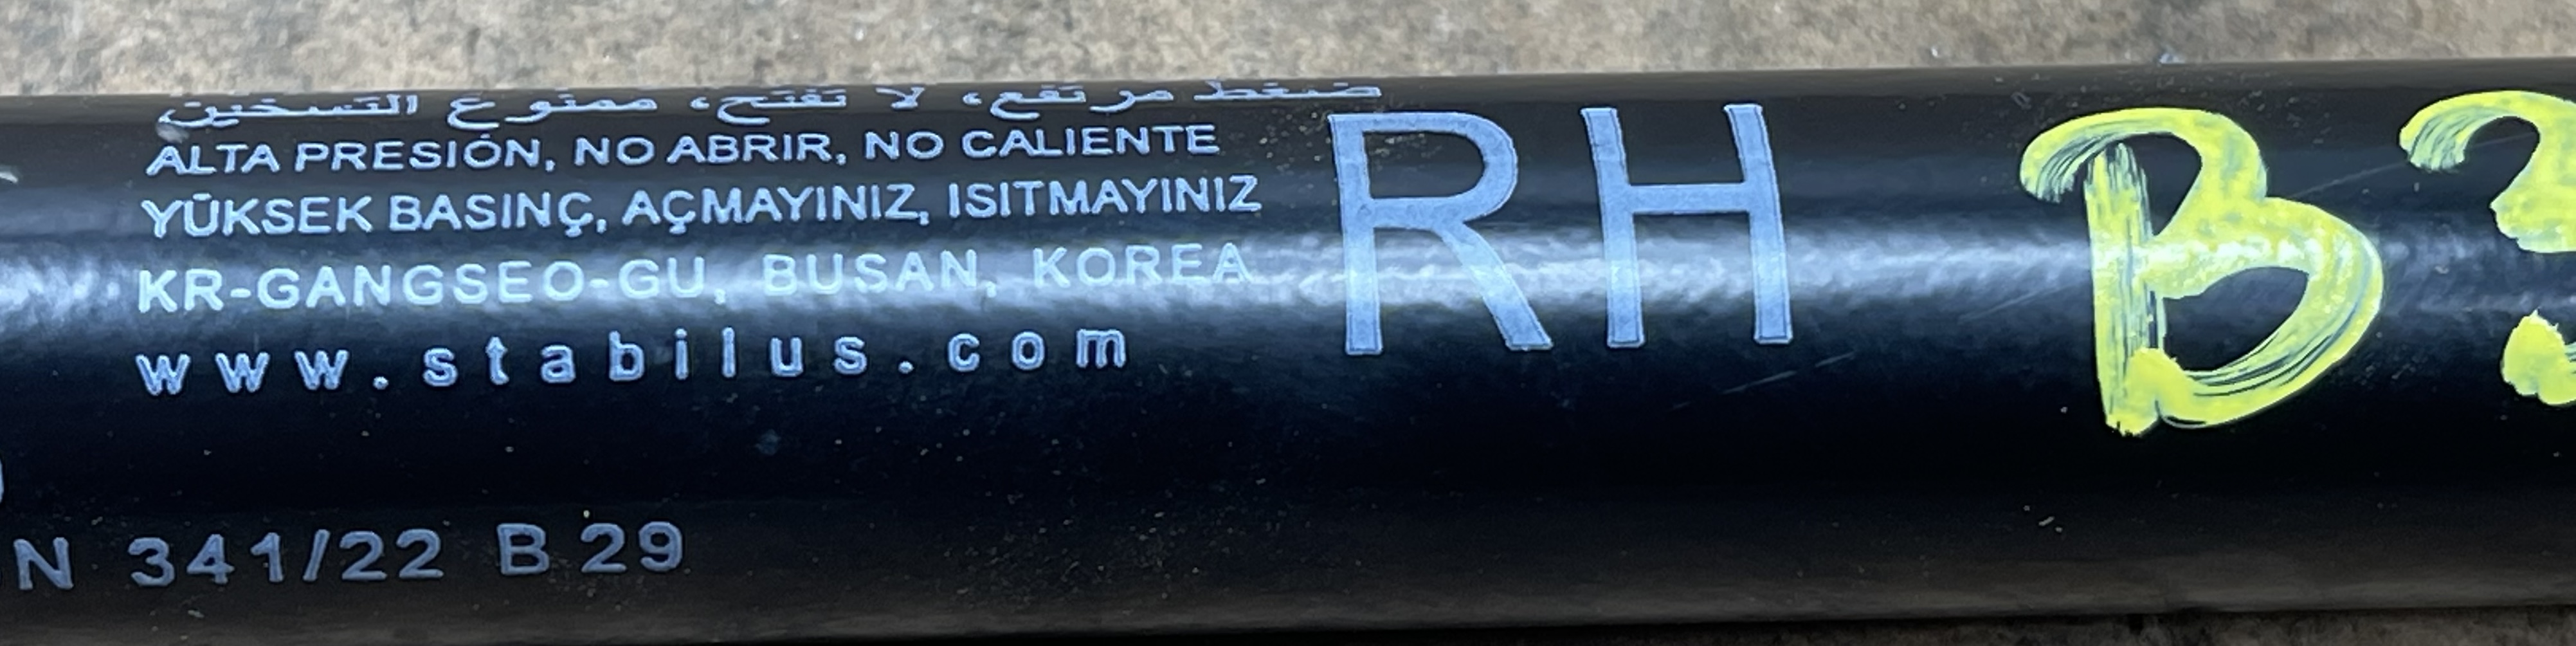 ضغط مرتفع، لا تفتح، ممنوع التسخين
ALTA PRESIÓN, NO ABRIR, NO CALIENTE
YÜKSEK BASINÇ, AÇMAYINIZ, ISITMAYINIZ
KR-GANGSEO-GU, BUSAN, KOREA
www.stabilus.com
RH
B
N 341/22 B 29